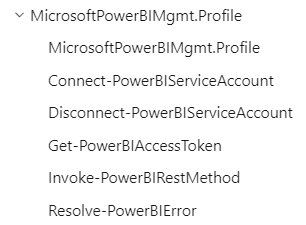 MicrosoftPowerBIMgmt.Profile
MicrosoftPowerBIMgmt.Profile
Connect-PowerBIServiceAccount
Disconnect-PowerBIServiceAccount
Get-PowerBIAccessToken
Invoke-PowerBIRestMethod
Resolve-PowerBIError